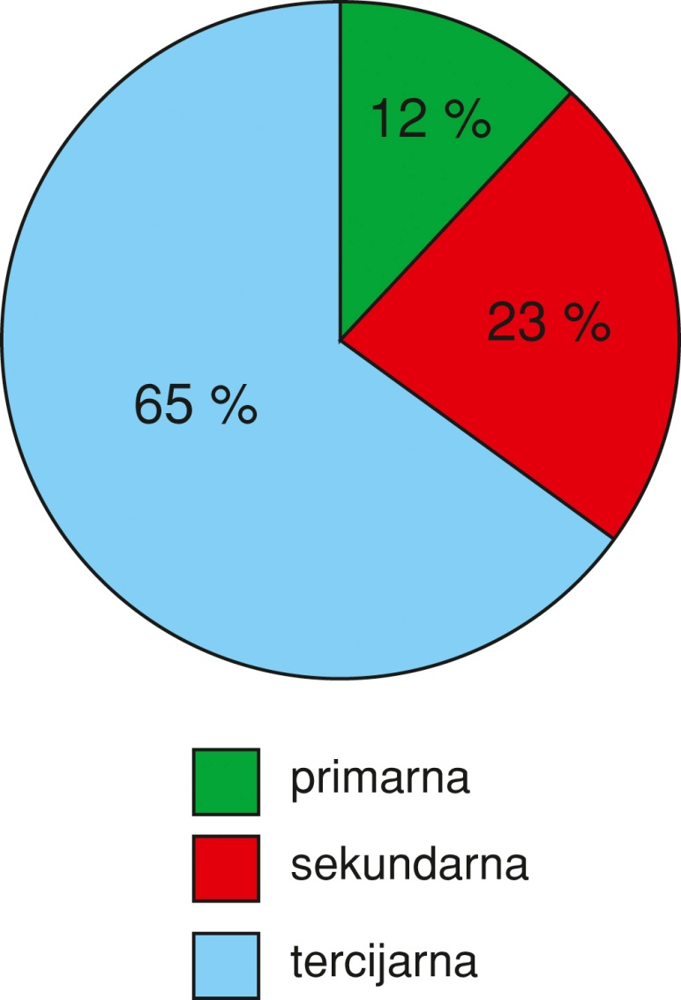 12 %
23 %
65 %
primarna
sekundarna
tercijarna